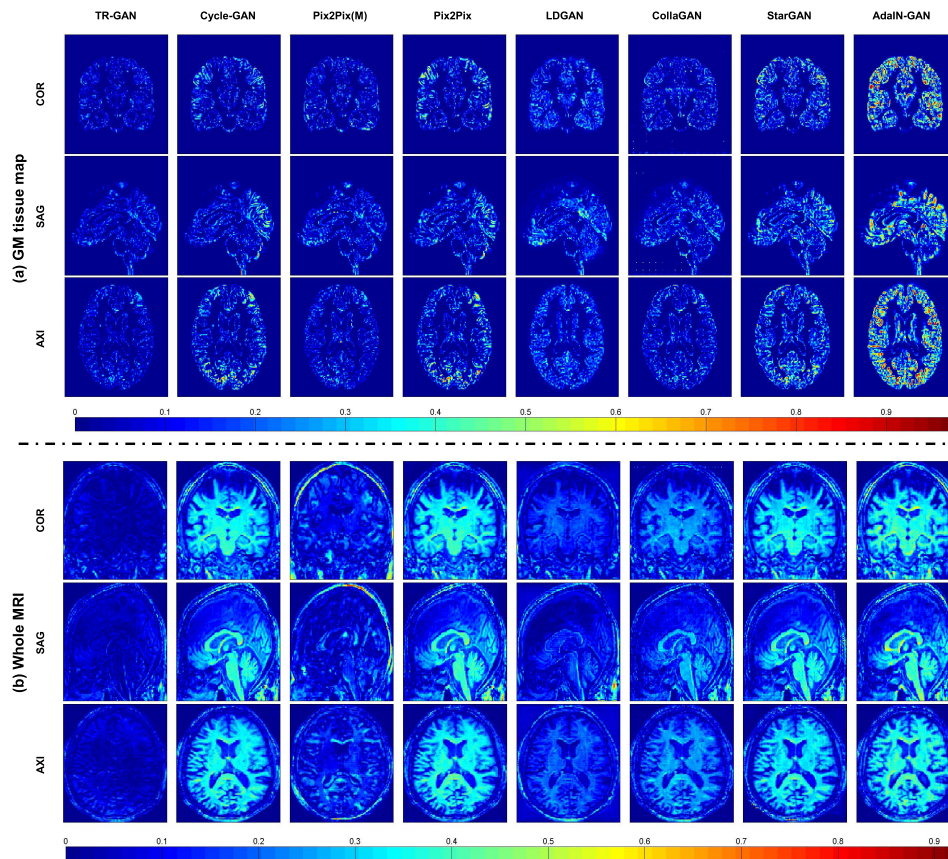 TR-GAN Cycle-GAN Pix2Pix(M) Pix2Pix LDGAN CollaGAN StarGAN AdaIN-GAN
(a) GM tissue map
COR
SAG
AXI
0 0.1 0.2 0.3 0.4 0.5 0.6 0.7 0.8 0.9
(b) Whole MRI
COR
SAG
AXI
0 0.1 0.2 0.3 0.4 0.5 0.6 0.7 0.8 0.9